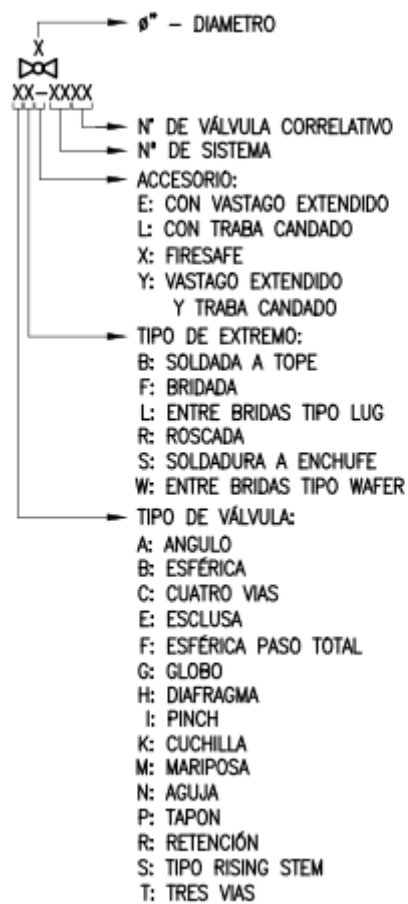 ø" - DIAMETRO
X
XX-XXXX
N° DE VÁLVULA CORRELATIVO
N° DE SISTEMA
ACCESORIO:
E: CON VASTAGO EXTENDIDO
L: CON TRABA CANDADO
X: FIRESAFE
Y: VASTAGO EXTENDIDO
Y TRABA CANDADO
TIPO DE EXTREMO:
B: SOLDADA A TOPE
F: BRIDADA
L: ENTRE BRIDAS TIPO LUG
R: ROSCADA
S: SOLDADURA A ENCHUFE
W: ENTRE BRIDAS TIPO WAFER
TIPO DE VÁLVULA:
A: ANGULO
B: ESFÉRICA
C: CUATRO VIAS
E: ESCLUSA
F: ESFÉRICA PASO TOTAL
G: GLOBO
H: DIAFRAGMA
I: PINCH
K: CUCHILLA
M: MARIPOSA
N: AGUJA
P: TAPON
R: RETENCIÓN
S: TIPO RISING STEM
T: TRES VIAS